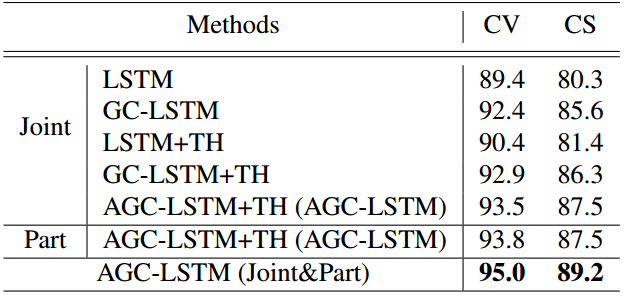 Methods CV CS
LSTM 89.4 80.3
GC-LSTM 92.4 85.6
Joint LSTM+TH 90.4 81.4
GC-LSTM+TH 92.9 86.3
AGC-LSTM+TH (AGC-LSTM) 93.5 87.5
Part AGC-LSTM+TH (AGC-LSTM) 93.8 87.5
AGC-LSTM (Joint&Part) 95.0 89.2